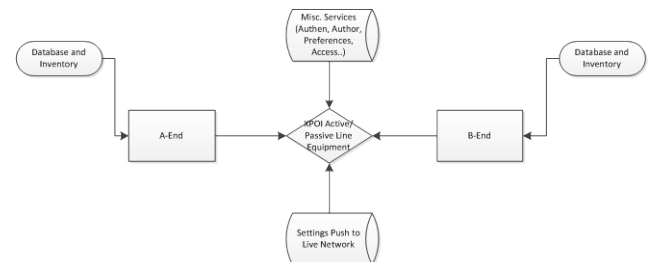 Misc. Services
(Authen, Author,
Preferences,
Access..)
Database and
Inventory
Database and
Inventory
A-End
XPOI Active/
Passive Line
Equipment
B-End
Settings Push to
Live Network